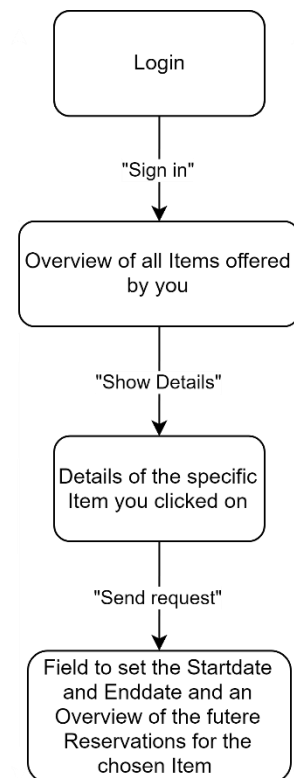 Login
"Sign in"
Overview of all Items offered
by you
"Show Details"
Details of the specific
Item you clicked on
"Send request"
Field to set the Startdate
and Enddate and an
Overview of the futere
Reservations for the
chosen Item